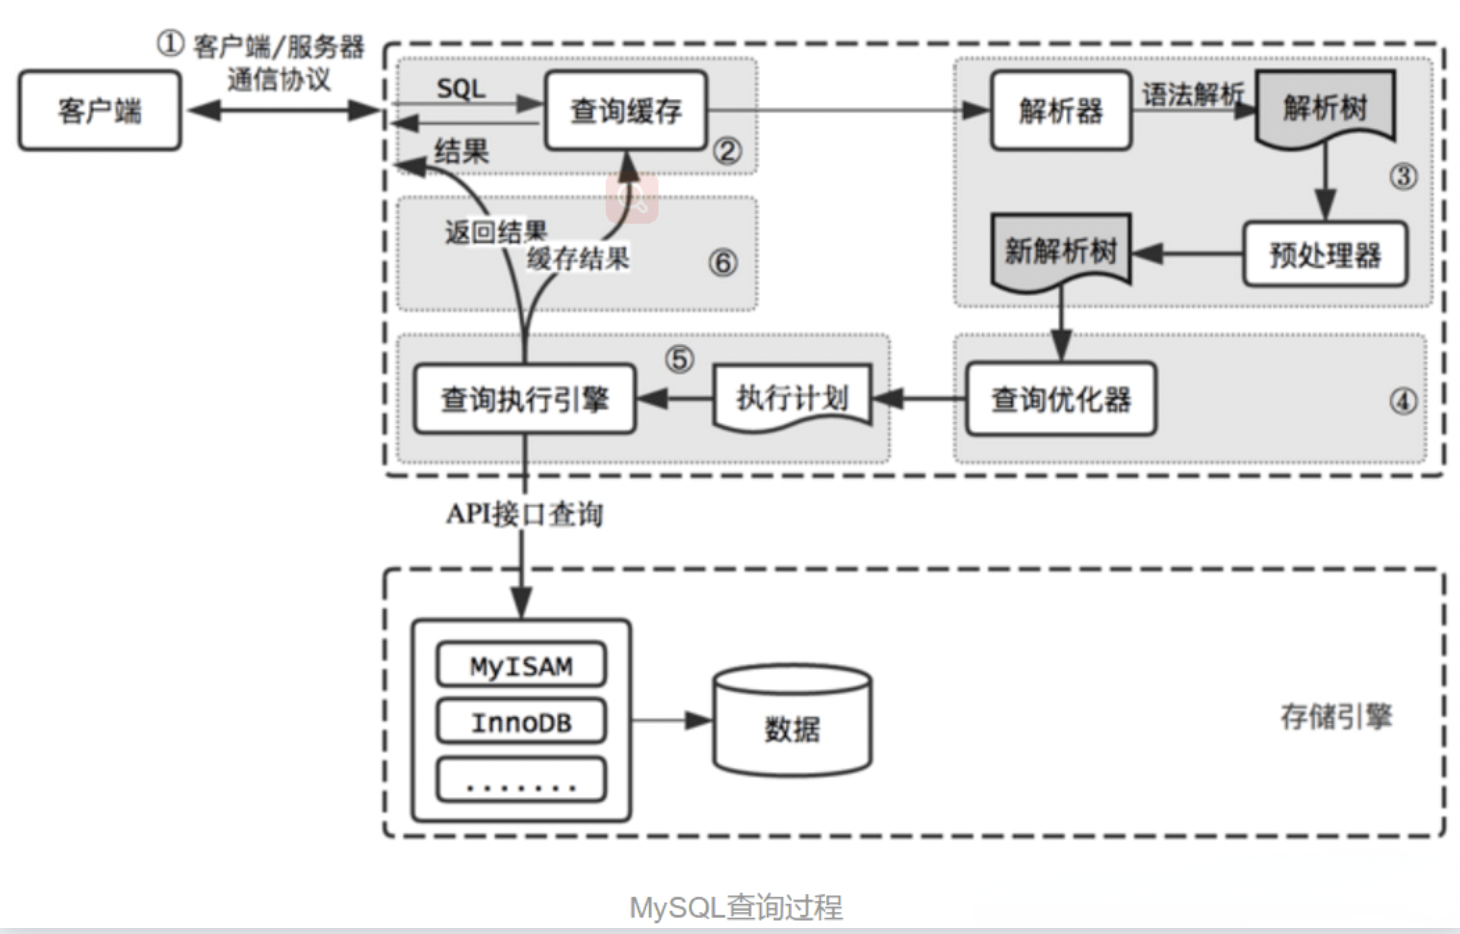 ① 客户端/服务器
通信协议
客户端
SQL
查询缓存
结果
②
解析器
语法解析
解析树
③
预处理器
新解析树
返回结果
缓存结果
⑥
查询执行引擎
⑤
执行计划
查询优化器
④
API接口查询
MyISAM
InnoDB
.......
数据
存储引擎
MySQL查询过程